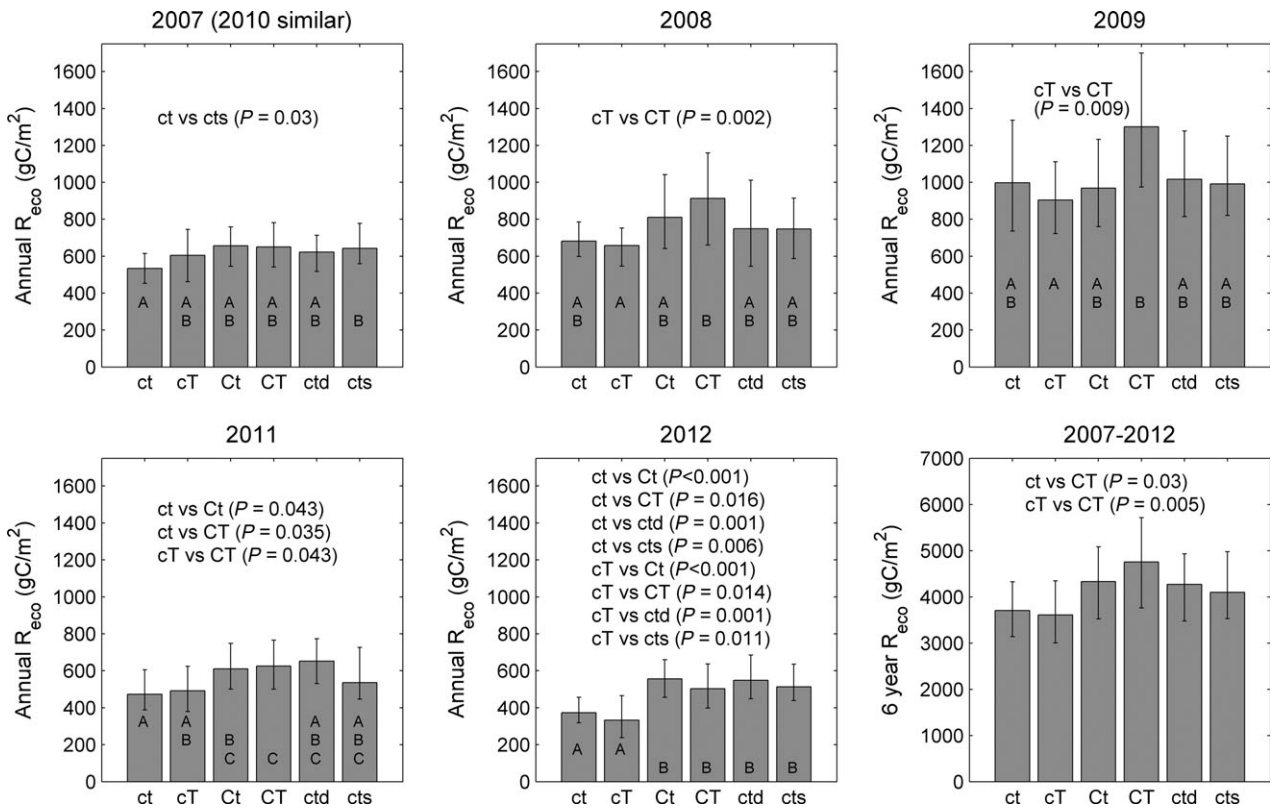 2007 (2010 similar)
Annual R_eco (gC/m²)
1600
1400
1200
1000
800
600
400
200
0
ct vs cts (P = 0.03)
A A A A A
B B B B B
ct cT Ct CT ctd cts
2008
Annual R_eco (gC/m²)
1600
1400
1200
1000
800
600
400
200
0
cT vs CT (P = 0.002)
A A A A A
B B B B B
ct cT Ct CT ctd cts
2009
Annual R_eco (gC/m²)
1600
1400
1200
1000
800
600
400
200
0
cT vs CT
(P = 0.009)
A A A A A
B B B B B
ct cT Ct CT ctd cts
2011
Annual R_eco (gC/m²)
1600
1400
1200
1000
800
600
400
200
0
ct vs Ct (P = 0.043)
ct vs CT (P = 0.035)
cT vs CT (P = 0.043)
A A A A
B B B B
C C C C
ct cT Ct CT ctd cts
2012
Annual R_eco (gC/m²)
1600
1400
1200
1000
800
600
400
200
0
ct vs Ct (P<0.001)
ct vs CT (P = 0.016)
ct vs ctd (P = 0.001)
ct vs cts (P = 0.006)
cT vs Ct (P<0.001)
cT vs CT (P = 0.014)
cT vs ctd (P = 0.001)
cT vs cts (P = 0.011)
A A
B B B B
ct cT Ct CT ctd cts
2007-2012
6 year R_eco (gC/m²)
7000
6000
5000
4000
3000
2000
1000
0
ct vs CT (P = 0.03)
cT vs CT (P = 0.005)
ct cT Ct CT ctd cts